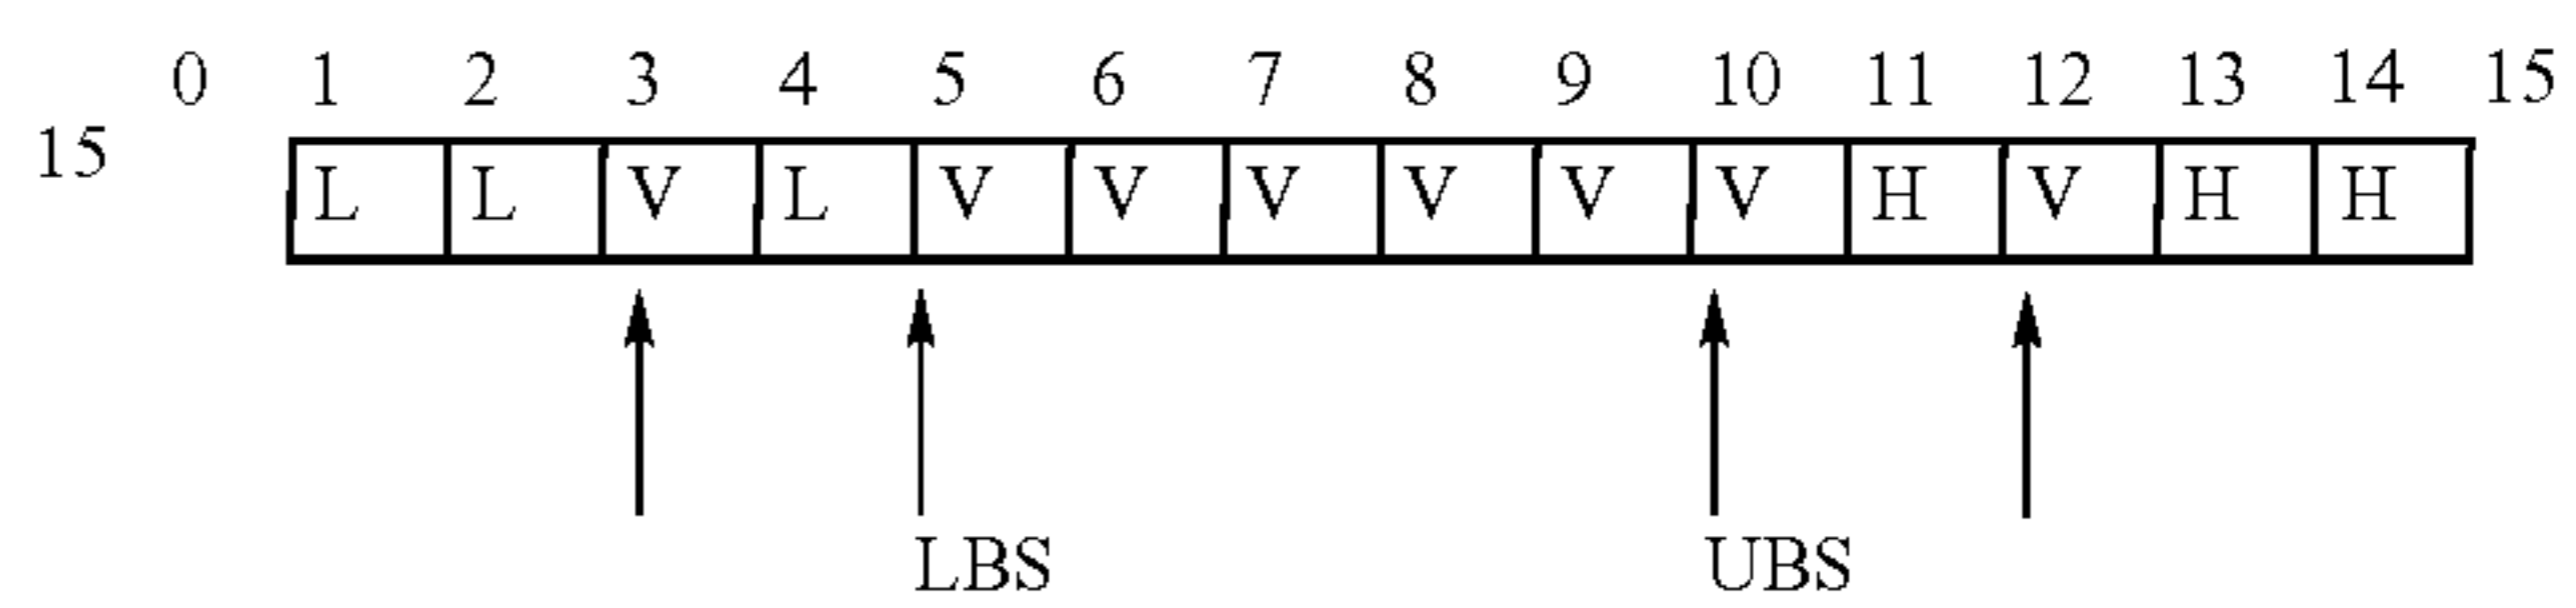 0 1 2 3 4 5 6 7 8 9 10 11 12 13 14 15
15
L L V L V V V V V V H V H H
LBS UBS